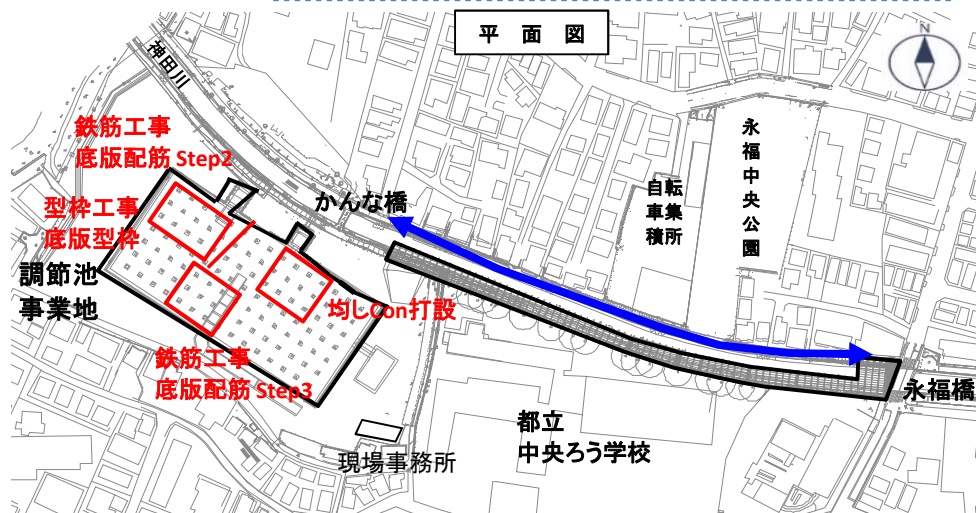 平面図
N
神田川
鉄筋工事
底版配筋 Step2
型枠工事
底版型枠
かんな橋
調節池
事業地
均しCon打設
鉄筋工事
底版配筋 Step3
自転
車集
積所
永福中央公園
永福橋
都立
中央ろう学校
現場事務所